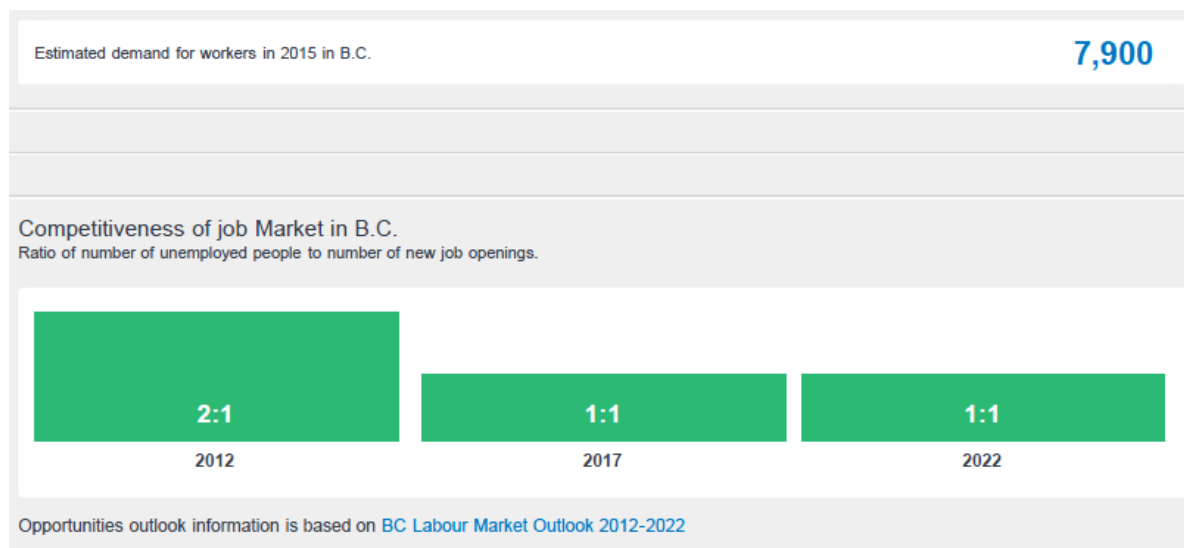 Estimated demand for workers in 2015 in B.C.
7,900
Competitiveness of job Market in B.C.
Ratio of number of unemployed people to number of new job openings.
2:1
1:1
1:1
2012
2017
2022
Opportunities outlook information is based on BC Labour Market Outlook 2012-2022